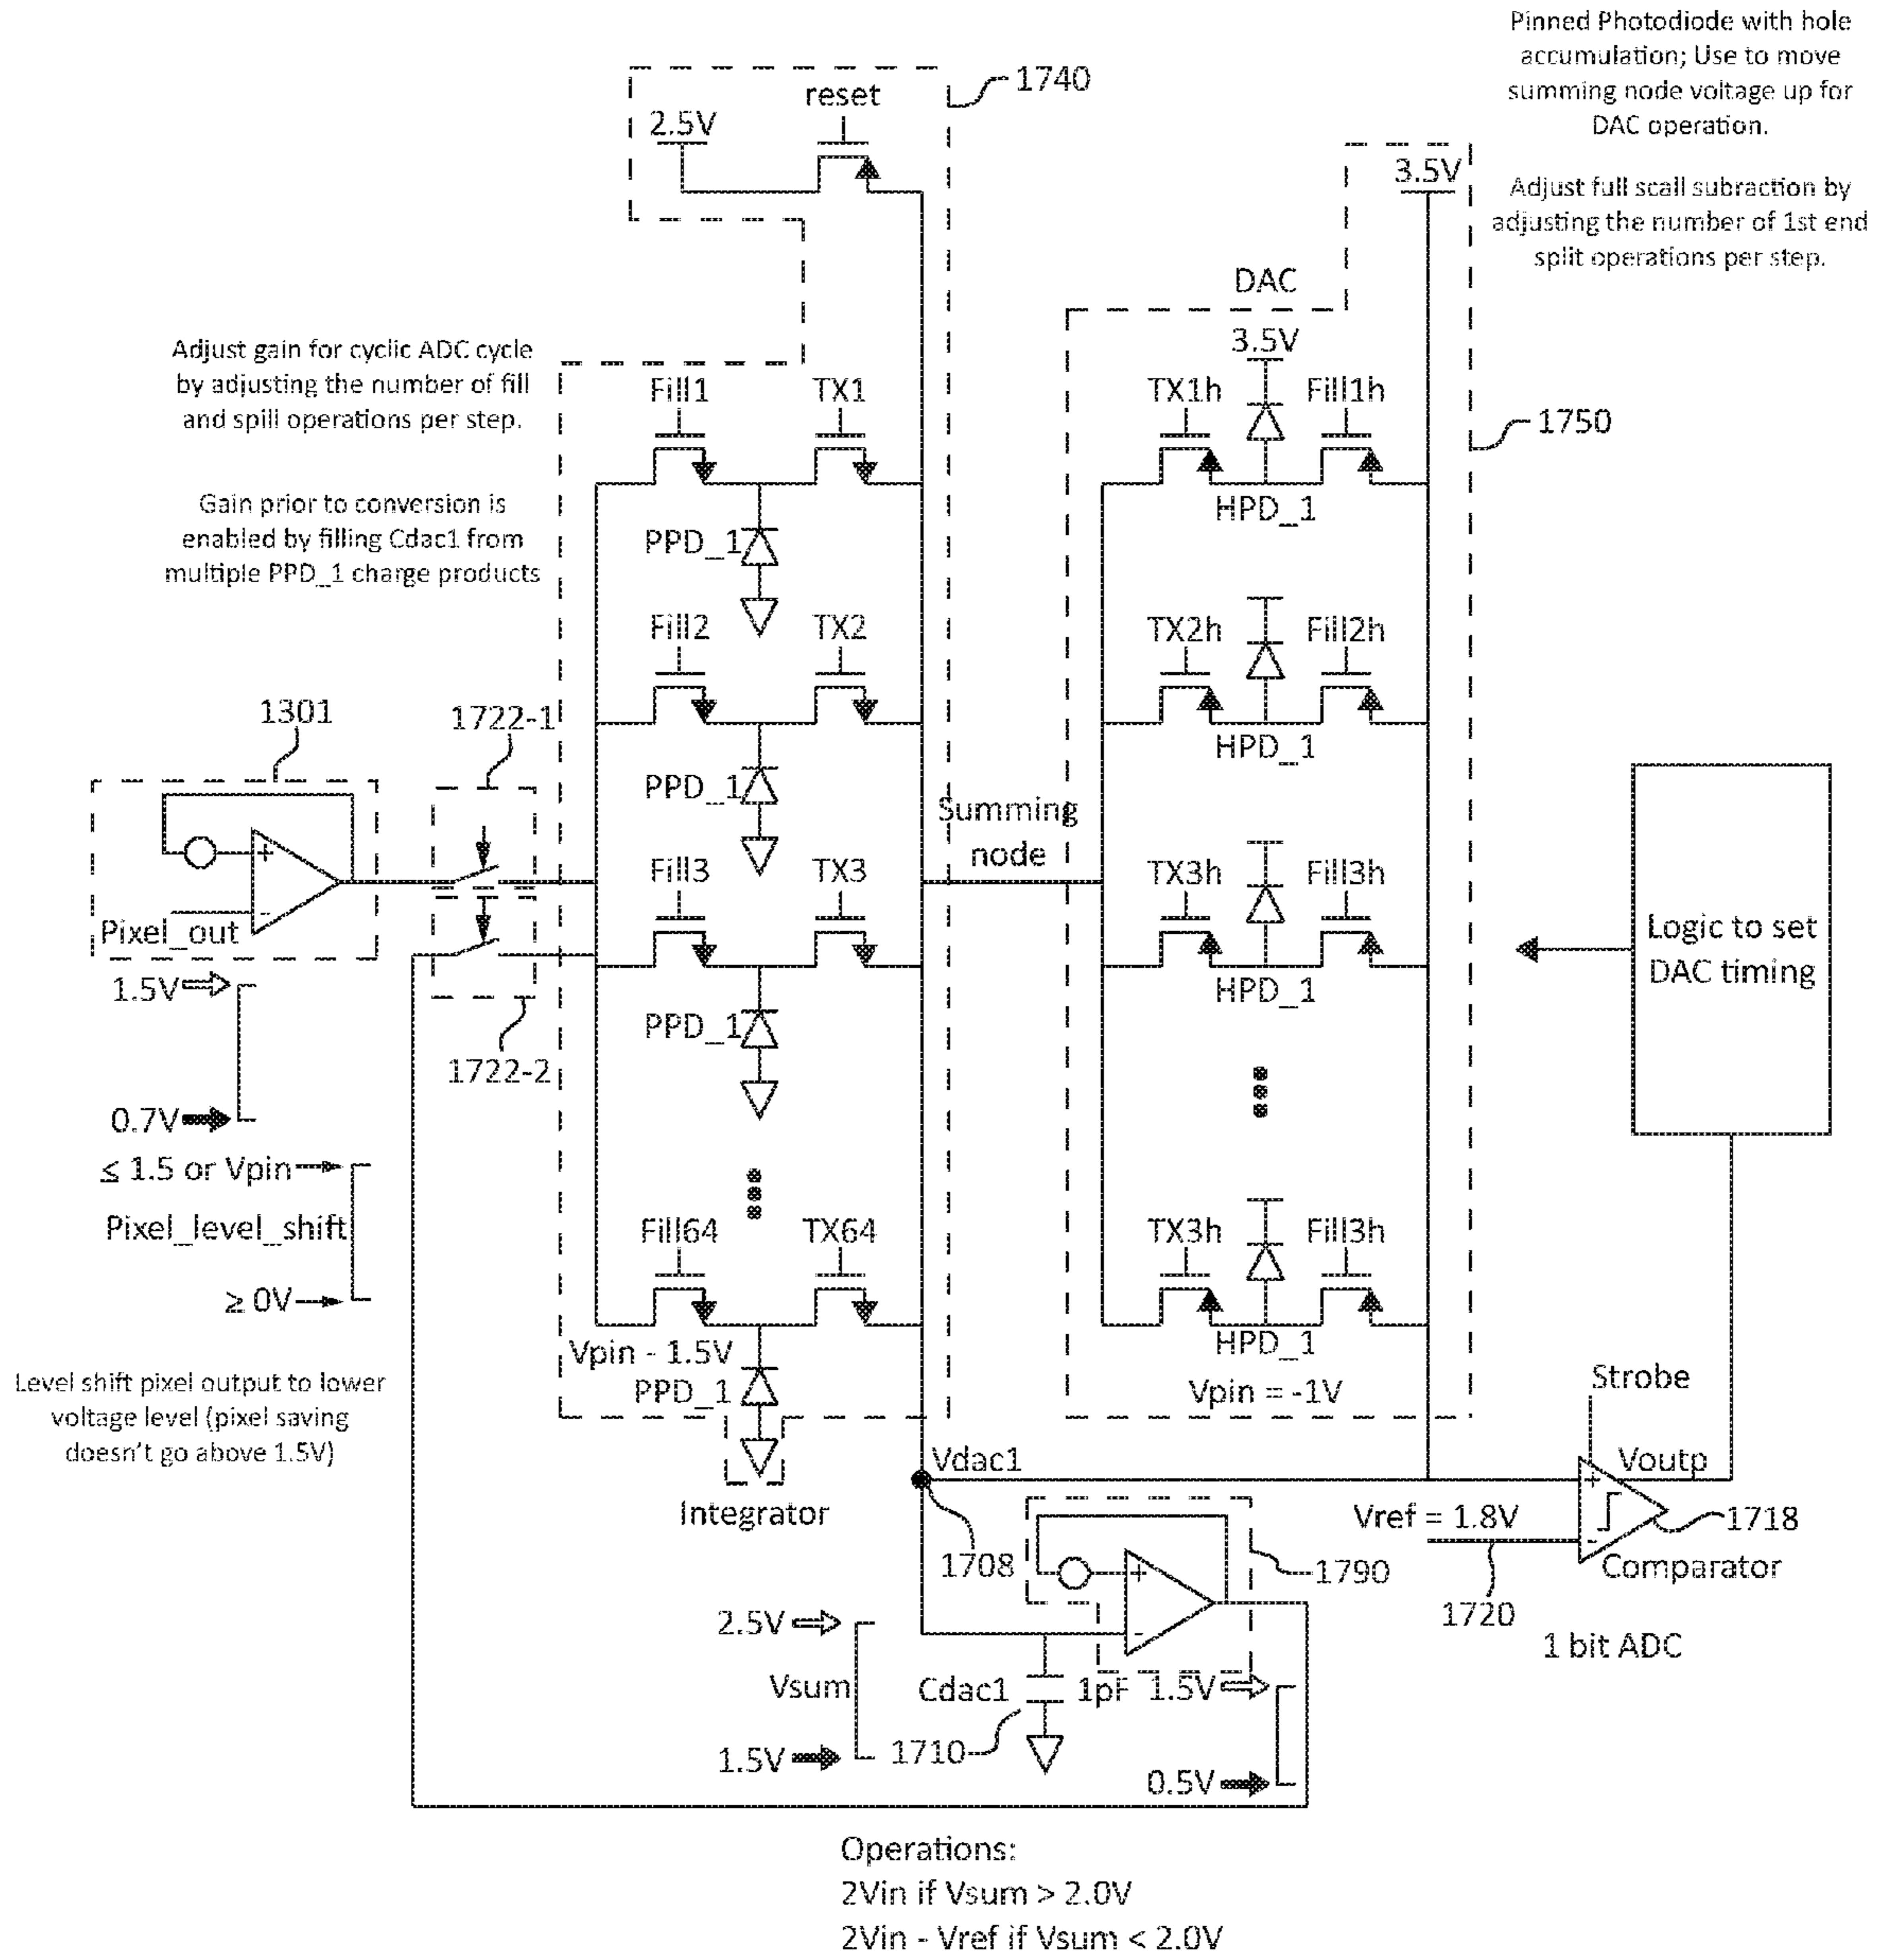 Pinned Photodiode with hole
accumulation; Use to move
summing node voltage up for
DAC operation.
Adjust full scall subraction by
adjusting the number of 1st end
split operations per step.
1740
reset
2.5V
3.5V
DAC
3.5V
1750
Adjust gain for cyclic ADC cycle
by adjusting the number of fill
and spill operations per step.
Gain prior to conversion is
enabled by filling Cdac1 from
multiple PPD_1 charge products
Fill1
TX1
PPD_1
TX1h
Fill1h
HPD_1
Fill2
TX2
PPD_1
TX2h
Fill2h
HPD_1
1301
1722-1
Pixel_out
+
-
1722-2
Summing
node
Fill3
TX3
PPD_1
TX3h
Fill3h
HPD_1
Logic to set
DAC timing
1.5V
0.7V
≤ 1.5 or Vpin
Pixel_level_shift
≥ 0V
Level shift pixel output to lower
voltage level (pixel saving
doesn't go above 1.5V)
Fill64
TX64
Vpin - 1.5V
PPD_1
Integrator
TX3h
Fill3h
HPD_1
Vpin = -1V
Strobe
Vdac1
+
-
Voutp
Vref = 1.8V
1718
Comparator
1720
1 bit ADC
1708
1790
+
-
2.5V
Vsum
1.5V
Cdac1
1pF
1710
1.5V
0.5V
Operations:
2Vin if Vsum > 2.0V
2Vin - Vref if Vsum < 2.0V